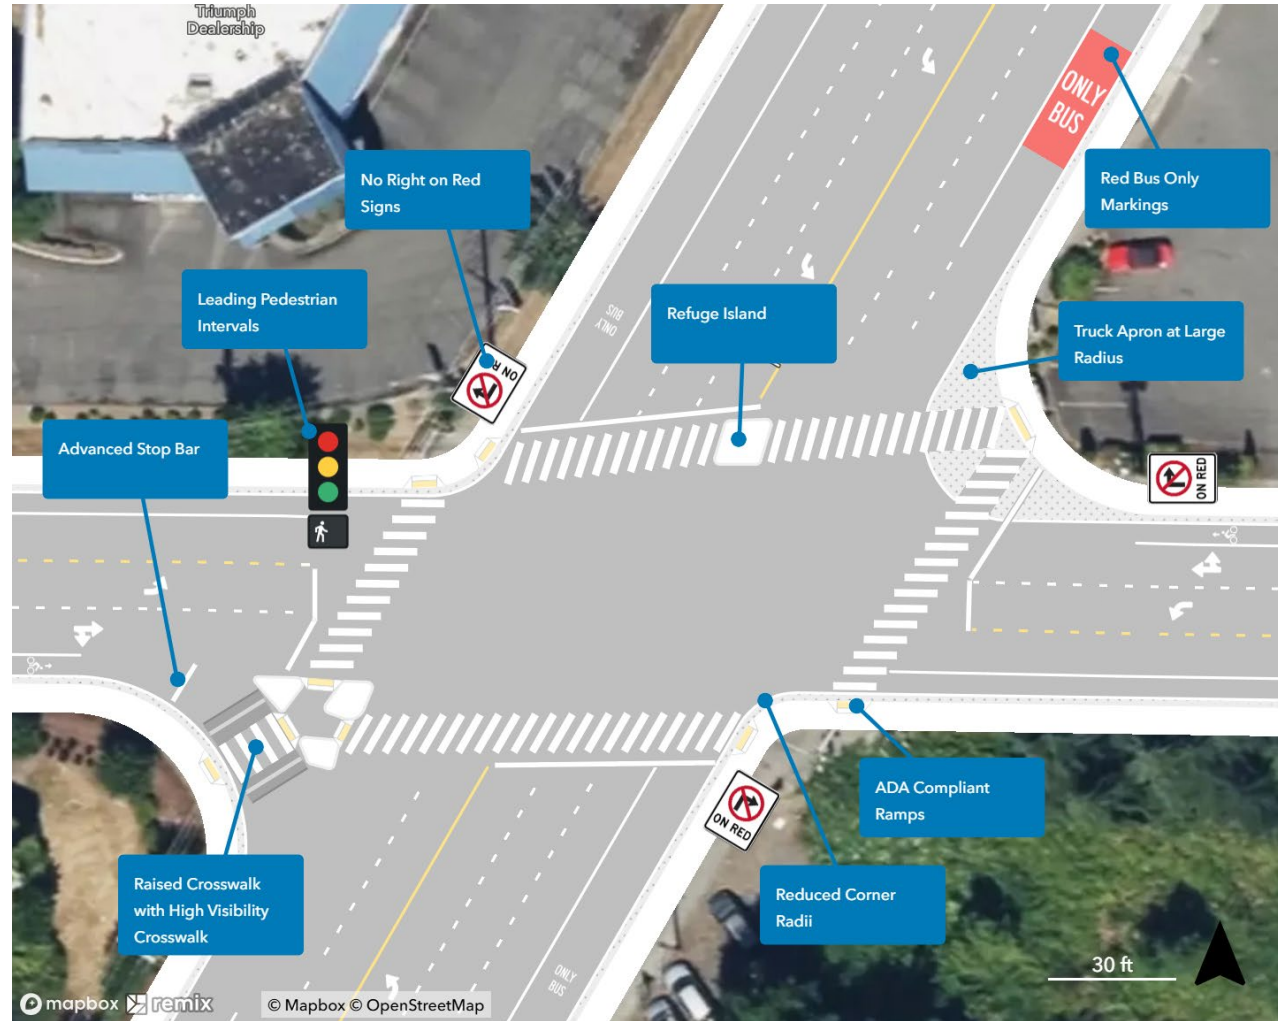 Triumph
Dealership
ONLY
BUS
No Right on Red
Signs
Red Bus Only
Markings
Leading Pedestrian
Intervals
Refuge Island
BUS
ONLY
Truck Apron at Large
Radius
ON RED
Advanced Stop Bar
ON RED
ADA Compliant
Ramps
ON RED
Raised Crosswalk
with High Visibility
Crosswalk
Reduced Corner
Radii
ONLY
BUS
30 ft
mapbox remix
© Mapbox © OpenStreetMap